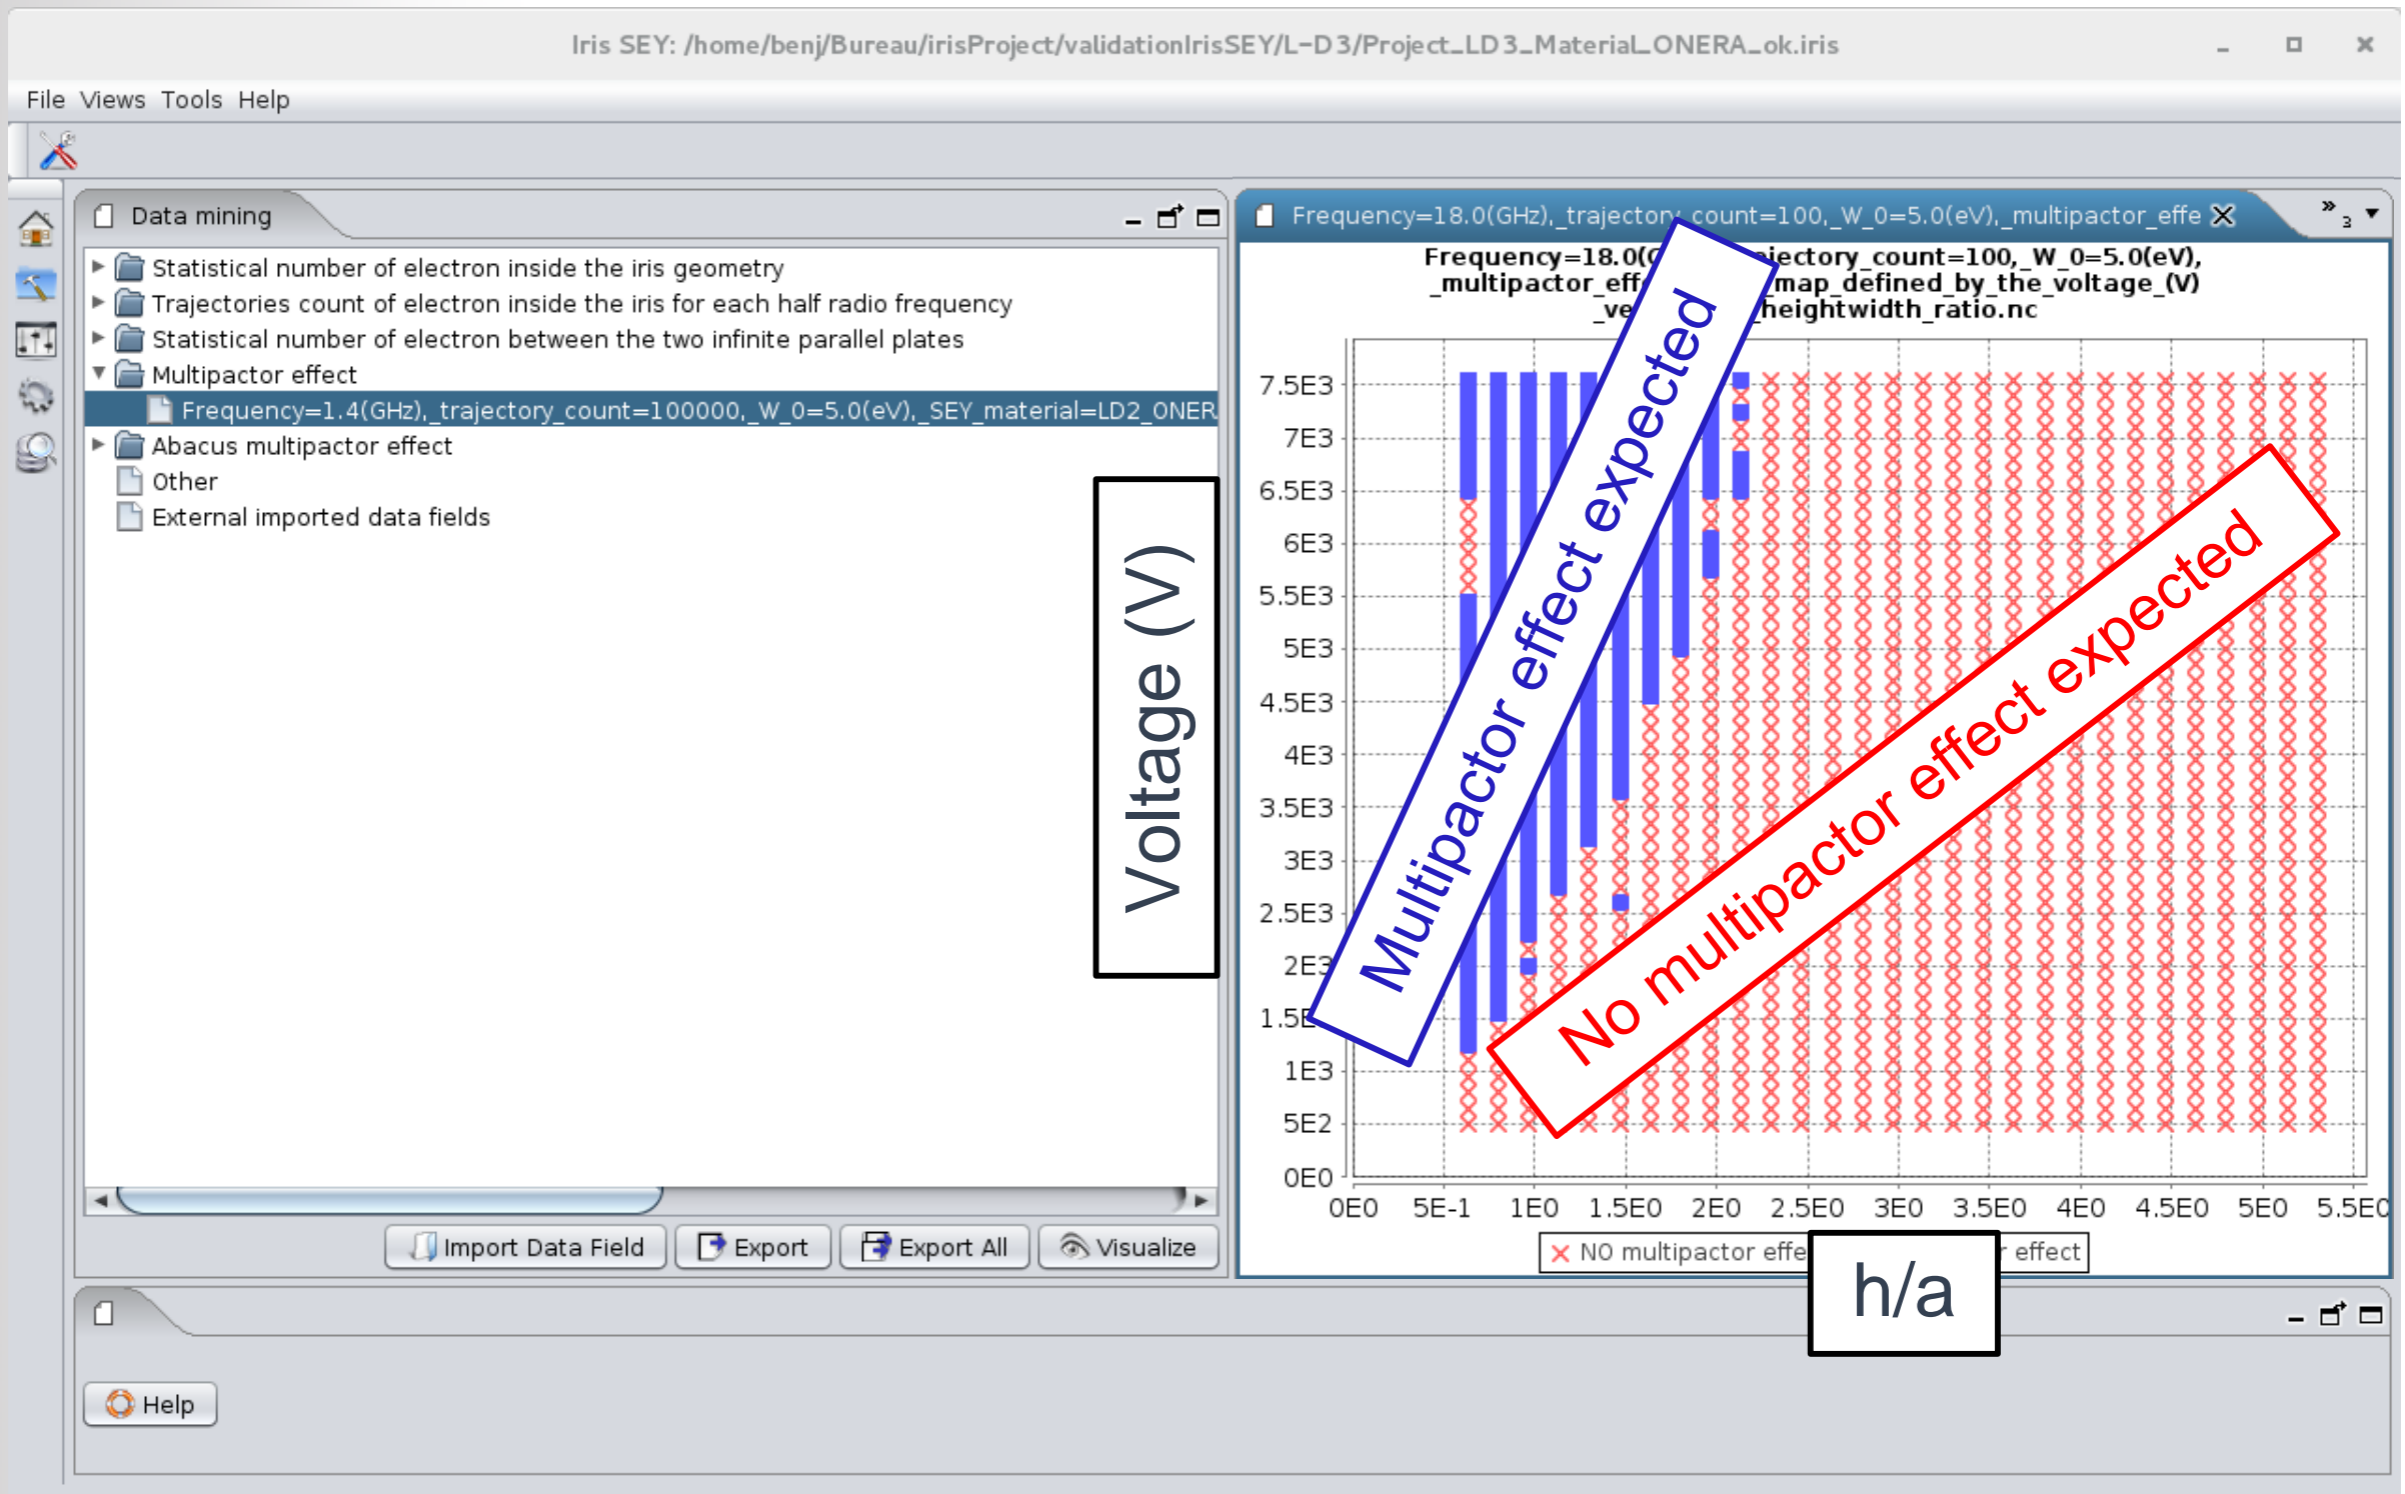 Iris SEY: /home/benj/Bureau/irisProject/validationIrisSEY/L-D3/Project_LD3_Material_ONERA_ok.iris
File Views Tools Help
Data mining
Statistical number of electron inside the iris geometry
Trajectories count of electron inside the iris for each half radio frequency
Statistical number of electron between the two infinite parallel plates
Multipactor effect
Frequency=1.4(GHz),_trajectory_count=100000,_W_0=5.0(eV),_SEY_material=LD2_ONER
Abacus multipactor effect
Other
External imported data fields
Import Data Field
Export
Export All
Visualize
Voltage (V)
Frequency=18.0(GHz),_trajectory_count=100,_W_0=5.0(eV),_multipactor_effe
3
Frequency=18.0( jectory_count=100,_W_0=5.0(eV),
_multipactor_eff map_defined_by_the_voltage_(V)
_ve heightwidth_ratio.nc
7.5E3
7E3
6.5E3
6E3
5.5E3
5E3
4.5E3
4E3
3.5E3
3E3
2.5E3
2E3
1.5E
1E3
5E2
0E0
Multipactor effect expected
No multipactor effect expected
0E0 5E-1 1E0 1.5E0 2E0 2.5E0 3E0 3.5E0 4E0 4.5E0 5E0 5.5E0
NO multipactor effe effect
h/a
Help